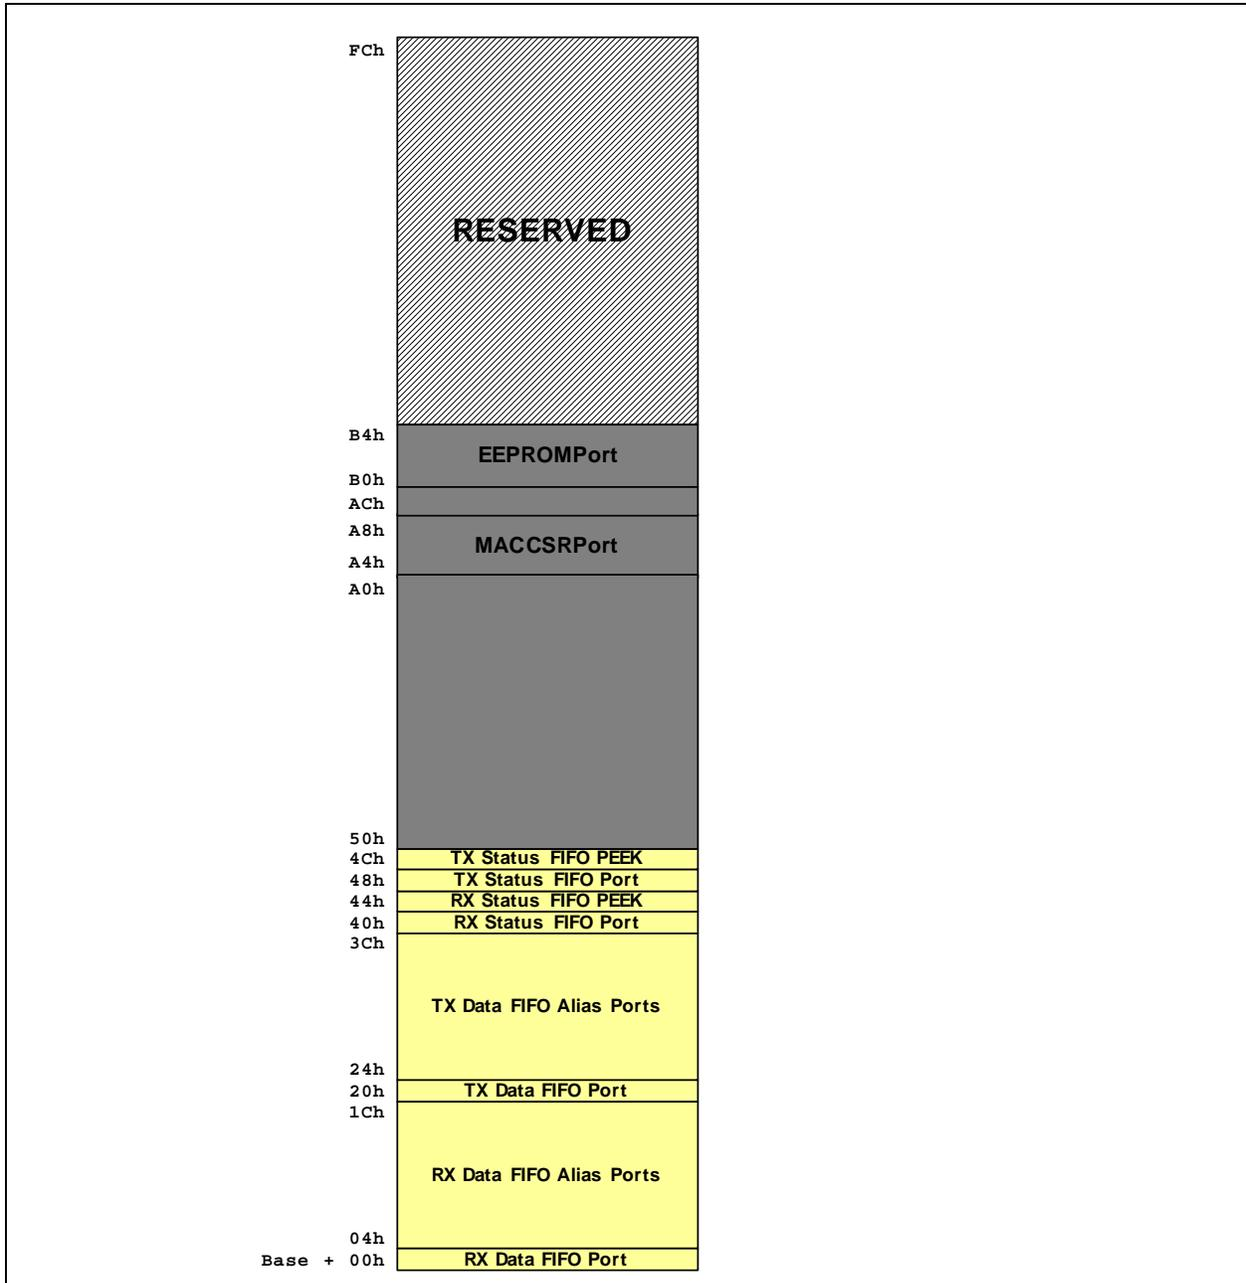 FCh
RESERVED
B4h
EEPROMPort
B0h
ACh
A8h
MACCSRPort
A4h
A0h
50h
4Ch TX Status FIFO PEEK
48h TX Status FIFO Port
44h RX Status FIFO PEEK
40h RX Status FIFO Port
3Ch
TX Data FIFO Alias Ports
24h
20h TX Data FIFO Port
1Ch
RX Data FIFO Alias Ports
04h
Base + 00h RX Data FIFO Port